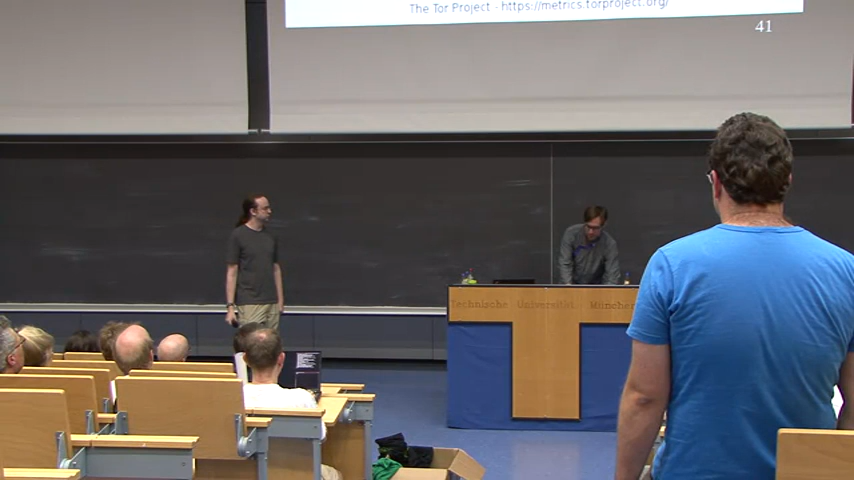 The Tor Project - https://metrics.torproject.org/
41
Technische Universität München